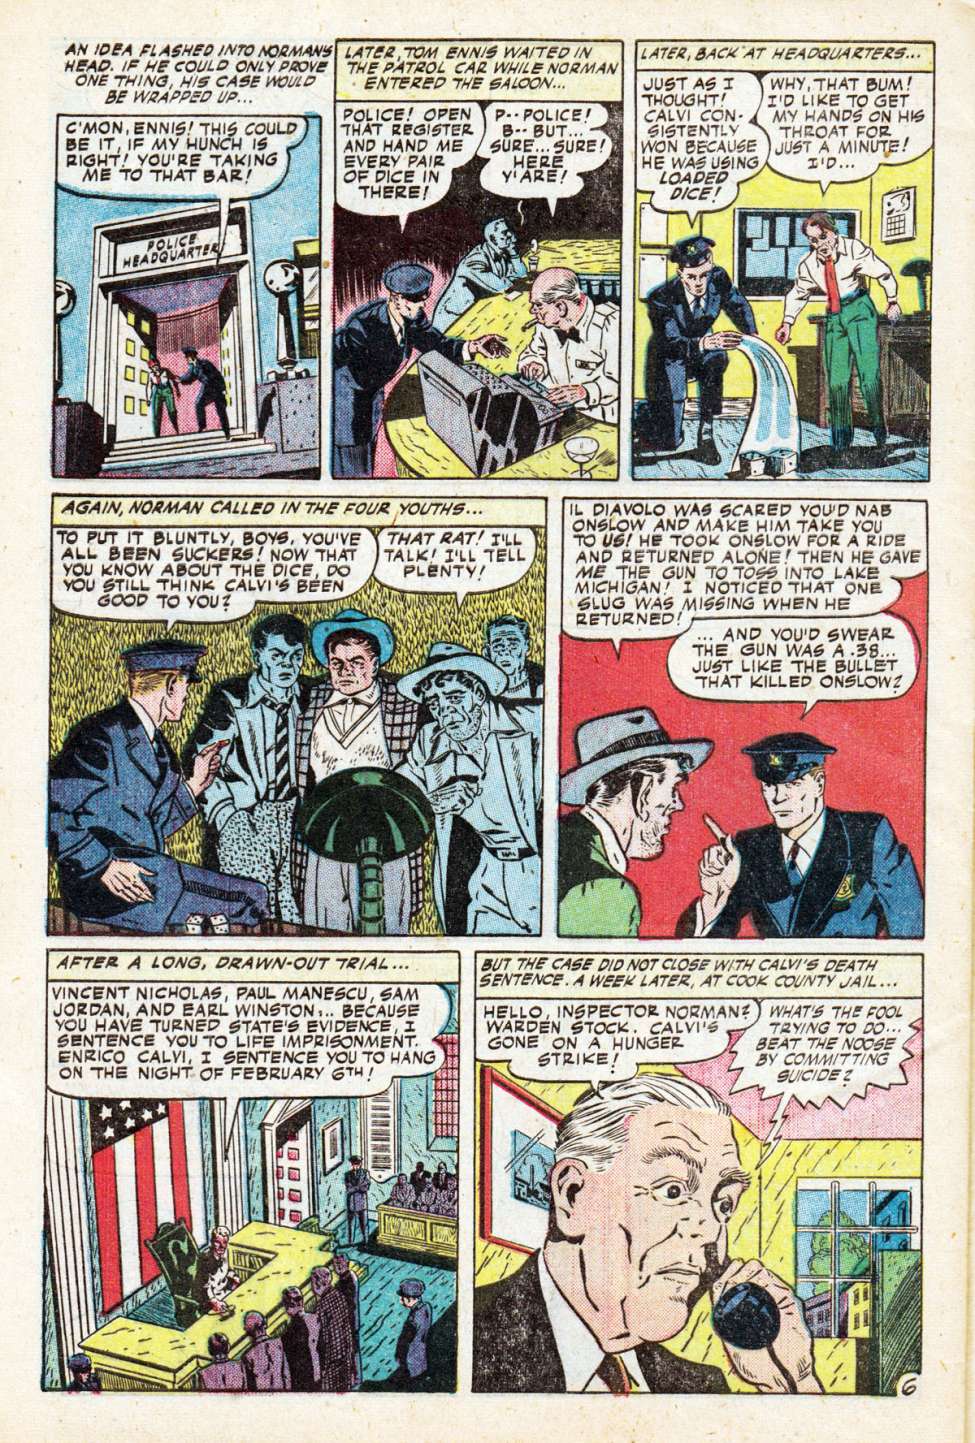 AN IDEA FLASHED INTO NORMAN'S
HEAD. IF HE COULD ONLY PROVE
ONE THING, HIS CASE WOULD
BE WRAPPED UP...
C'MON, ENNIS! THIS COULD
BE IT, IF MY HUNCH IS
RIGHT! YOU'RE TAKING
ME TO THAT BAR!
POLICE
HEADQUARTERS
LATER, TOM ENNIS WAITED IN
THE PATROL CAR WHILE NORMAN
ENTERED THE SALOON...
POLICE! OPEN
THAT REGISTER
AND HAND ME
EVERY PAIR
OF DICE IN
THERE!
P--POLICE!
B--BUT...
SURE...SURE!
HERE
Y'ARE!
LATER, BACK AT HEADQUARTERS...
JUST AS I
THOUGHT!
CALVI CON-
SISTENTLY
WON BECAUSE
HE WAS USING
LOADED
DICE!
WHY, THAT BUM!
I'D LIKE TO GET
MY HANDS ON HIS
THROAT FOR
JUST A MINUTE!
I'D...
AGAIN, NORMAN CALLED IN THE FOUR YOUTHS...
TO PUT IT BLUNTLY, BOYS, YOU'VE
ALL BEEN SUCKERS! NOW THAT
YOU KNOW ABOUT THE DICE, DO
YOU STILL THINK CALVI'S BEEN
GOOD TO YOU?
THAT RAT! I'LL
TALK! I'LL TELL
PLENTY!
IL DIAVOLO WAS SCARED YOU'D NAB
ONSLOW AND MAKE HIM TAKE YOU
TO US! HE TOOK ONSLOW FOR A RIDE
AND RETURNED ALONE! THEN HE GAVE
ME THE GUN TO TOSS INTO LAKE
MICHIGAN! I NOTICED THAT ONE
SLUG WAS MISSING WHEN HE
RETURNED!
... AND YOU'D SWEAR
THE GUN WAS A .38...
JUST LIKE THE BULLET
THAT KILLED ONSLOW?
AFTER A LONG, DRAWN-OUT TRIAL...
VINCENT NICHOLAS, PAUL MANESCU, SAM
JORDAN, AND EARL WINSTON... BECAUSE
YOU HAVE TURNED STATE'S EVIDENCE, I
SENTENCE YOU TO LIFE IMPRISONMENT.
ENRICO CALVI, I SENTENCE YOU TO HANG
ON THE NIGHT OF FEBRUARY 6TH!
BUT THE CASE DID NOT CLOSE WITH CALVI'S DEATH
SENTENCE. A WEEK LATER, AT COOK COUNTY JAIL...
HELLO, INSPECTOR NORMAN?
WARDEN STOCK. CALVI'S
GONE ON A HUNGER
STRIKE!
WHAT'S THE FOOL
TRYING TO DO...
BEAT THE NOOSE
BY COMMITTING
SUICIDE?
6